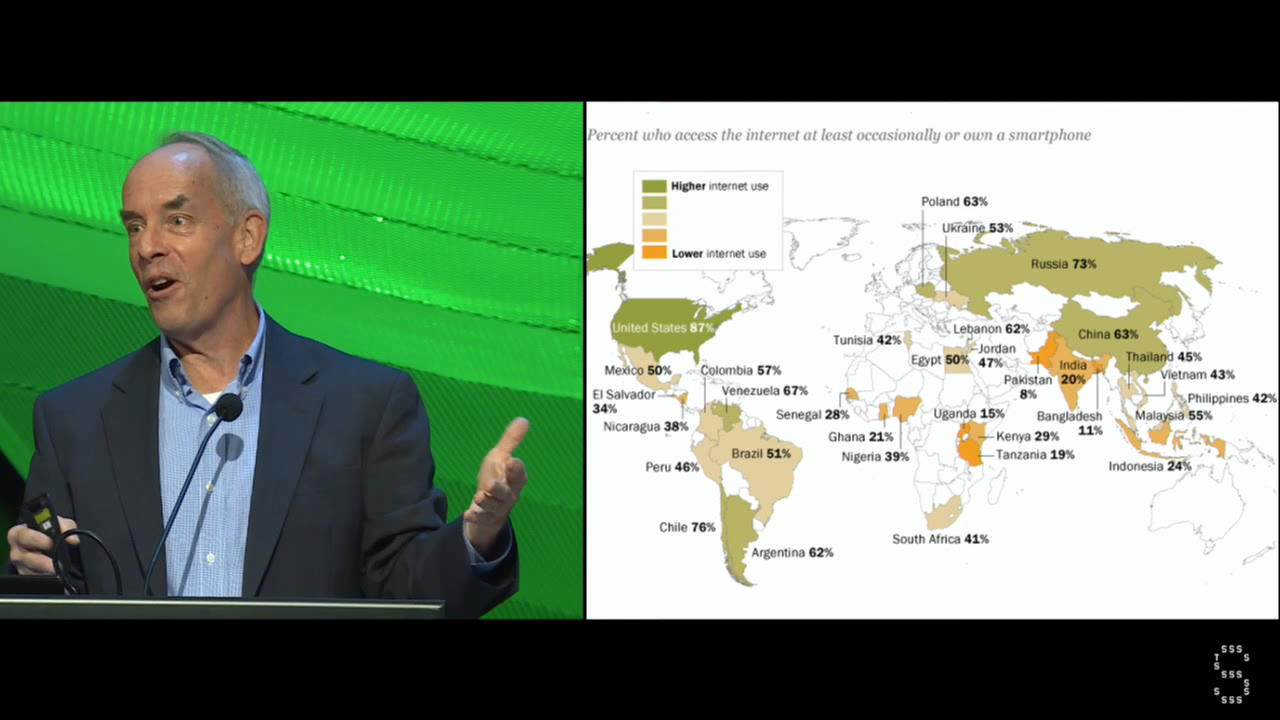 Percent who access the internet at least occasionally or own a smartphone
Higher internet use
Lower internet use
Poland 63%
Ukraine 53%
Russia 73%
United States 87%
Lebanon 62%
China 63%
Tunisia 42%
Jordan
47%
Egypt 50%
Thailand 45%
India
20%
Vietnam 43%
Mexico 50%
Colombia 57%
Pakistan
8%
Venezuela 67%
El Salvador
34%
Philippines 42%
Senegal 28%
Uganda 15%
Bangladesh
11%
Malaysia 55%
Nicaragua 38%
Ghana 21%
Kenya 29%
Brazil 51%
Nigeria 39%
Tanzania 19%
Peru 46%
Indonesia 24%
Chile 76%
South Africa 41%
Argentina 62%
SSS
T S
S
SSS
S
S S
SSS